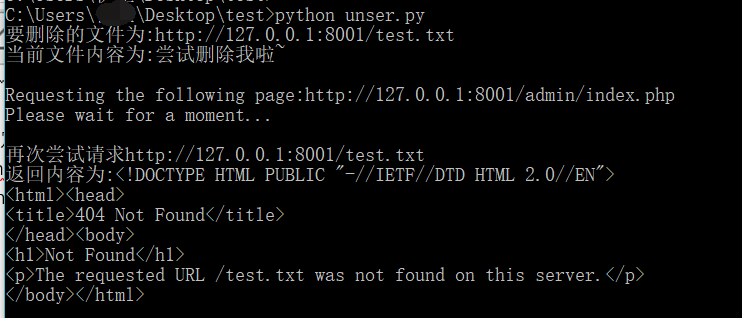 C:\Users\ \Desktop\test>python unser.py
要删除的文件为:http://127.0.0.1:8001/test.txt
当前文件内容为:尝试删除我啦~
Requesting the following page:http://127.0.0.1:8001/admin/index.php
Please wait for a moment...
再次尝试请求http://127.0.0.1:8001/test.txt
返回内容为:<!DOCTYPE HTML PUBLIC "-//IETF//DTD HTML 2.0//EN">
<html><head>
<title>404 Not Found</title>
</head><body>
<h1>Not Found</h1>
<p>The requested URL /test.txt was not found on this server.</p>
</body></html>